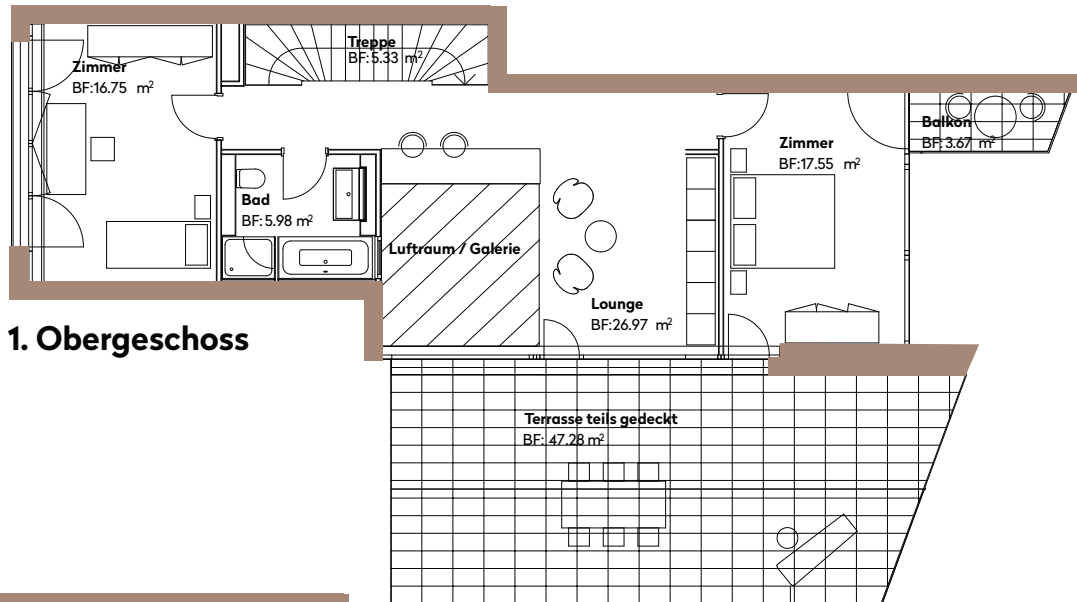 Treppe
BF:5.33 m²
Zimmer
BF:16.75 m²
Balkon
BF:3.67 m²
Zimmer
BF:17.55 m²
Bad
BF:5.98 m²
Luftraum / Galerie
Lounge
BF:26.97 m²
1. Obergeschoss
Terrasse teils gedeckt
BF: 47.28 m²